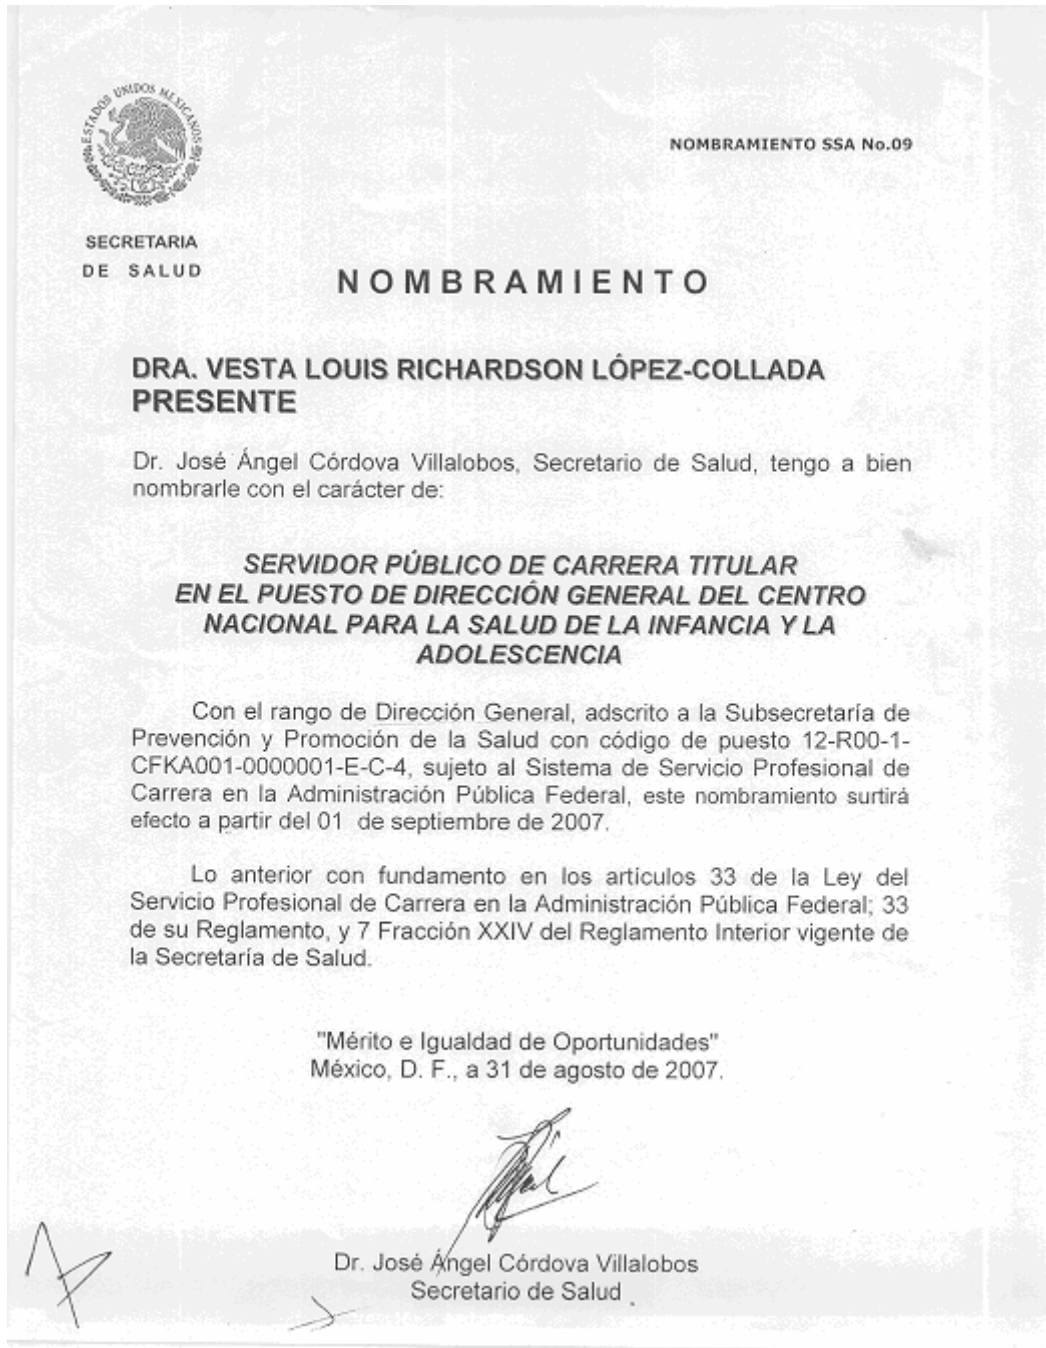 ESTADOS UNIDOS MEXICANOS
NOMBRAMIENTO SSA No.09
SECRETARIA
DE SALUD
NOMBRAMIENTO
DRA. VESTA LOUIS RICHARDSON LÓPEZ-COLLADA
PRESENTE
Dr. José Ángel Córdova Villalobos, Secretario de Salud, tengo a bien
nombrarle con el carácter de:
SERVIDOR PÚBLICO DE CARRERA TITULAR
EN EL PUESTO DE DIRECCIÓN GENERAL DEL CENTRO
NACIONAL PARA LA SALUD DE LA INFANCIA Y LA
ADOLESCENCIA
Con el rango de Dirección General, adscrito a la Subsecretaría de
Prevención y Promoción de la Salud con código de puesto 12-R00-1-
CFKA001-0000001-E-C-4, sujeto al Sistema de Servicio Profesional de
Carrera en la Administración Pública Federal, este nombramiento surtirá
efecto a partir del 01 de septiembre de 2007.
Lo anterior con fundamento en los artículos 33 de la Ley del
Servicio Profesional de Carrera en la Administración Pública Federal; 33
de su Reglamento, y 7 Fracción XXIV del Reglamento Interior vigente de
la Secretaría de Salud.
"Mérito e Igualdad de Oportunidades"
México, D. F., a 31 de agosto de 2007.
Dr. José Ángel Córdova Villalobos
Secretario de Salud